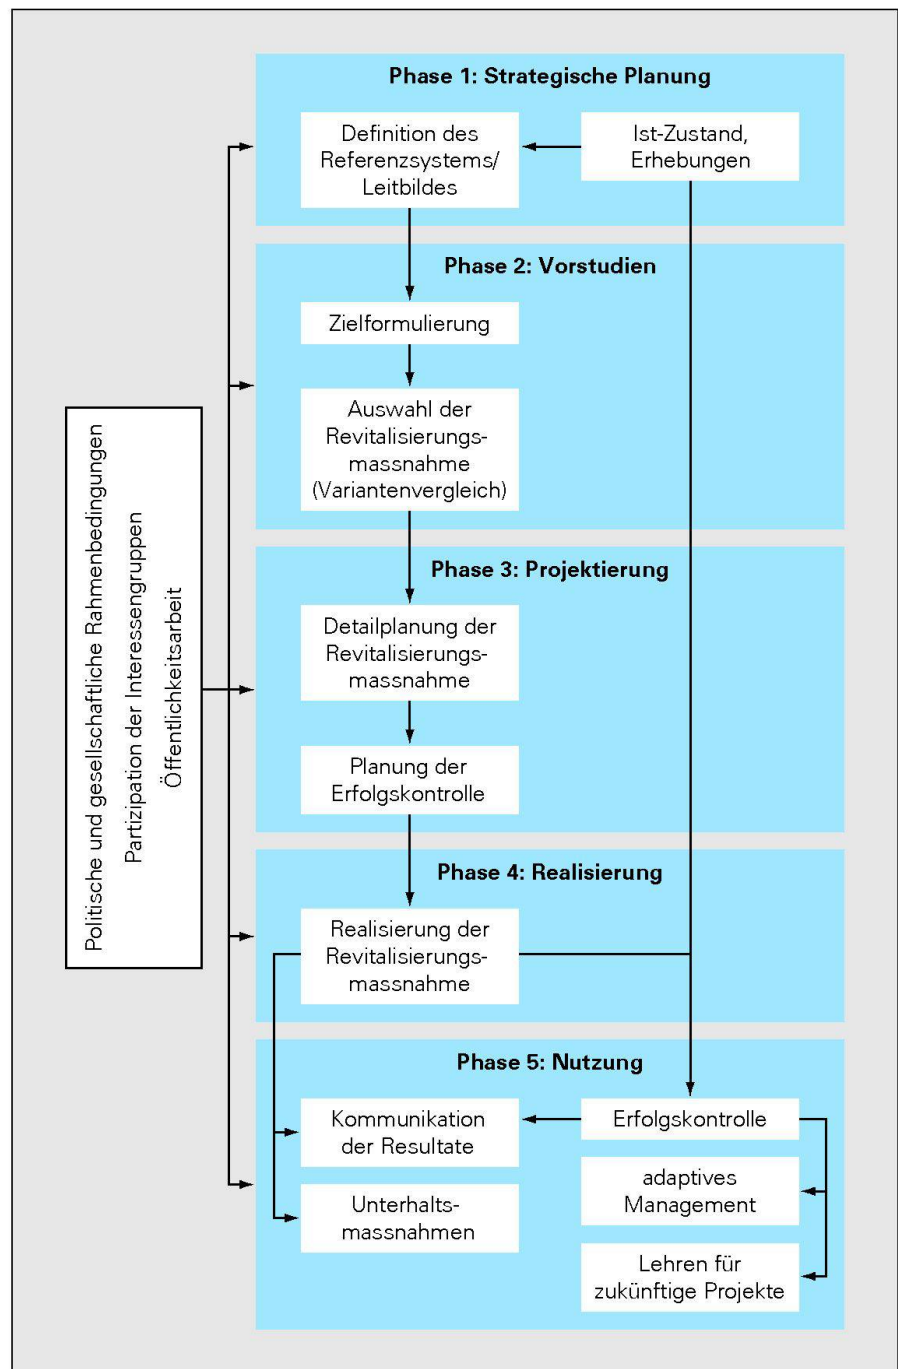 Phase 1: Strategische Planung
Definition des
Referenzsystems/
Leitbildes
Ist-Zustand,
Erhebungen
Phase 2: Vorstudien
Zielformulierung
Auswahl der
Revitalisierungs-
massnahme
(Variantenvergleich)
Politische und gesellschaftliche Rahmenbedingungen
Partizipation der Interessengruppen
Öffentlichkeitsarbeit
Phase 3: Projektierung
Detailplanung der
Revitalisierungs-
massnahme
Planung der
Erfolgskontrolle
Phase 4: Realisierung
Realisierung der
Revitalisierungs-
massnahme
Phase 5: Nutzung
Kommunikation
der Resultate
Erfolgskontrolle
Unterhalts-
massnahmen
adaptives
Management
Lehren für
zukünftige Projekte